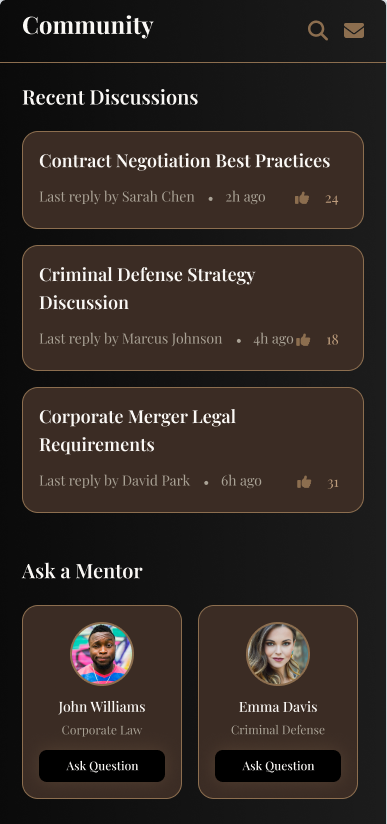 Community
Recent Discussions
Contract Negotiation Best Practices
Last reply by Sarah Chen • 2h ago 24
Criminal Defense Strategy
Discussion
Last reply by Marcus Johnson • 4h ago 18
Corporate Merger Legal
Requirements
Last reply by David Park • 6h ago 31
Ask a Mentor
John Williams
Corporate Law
Ask Question
Emma Davis
Criminal Defense
Ask Question